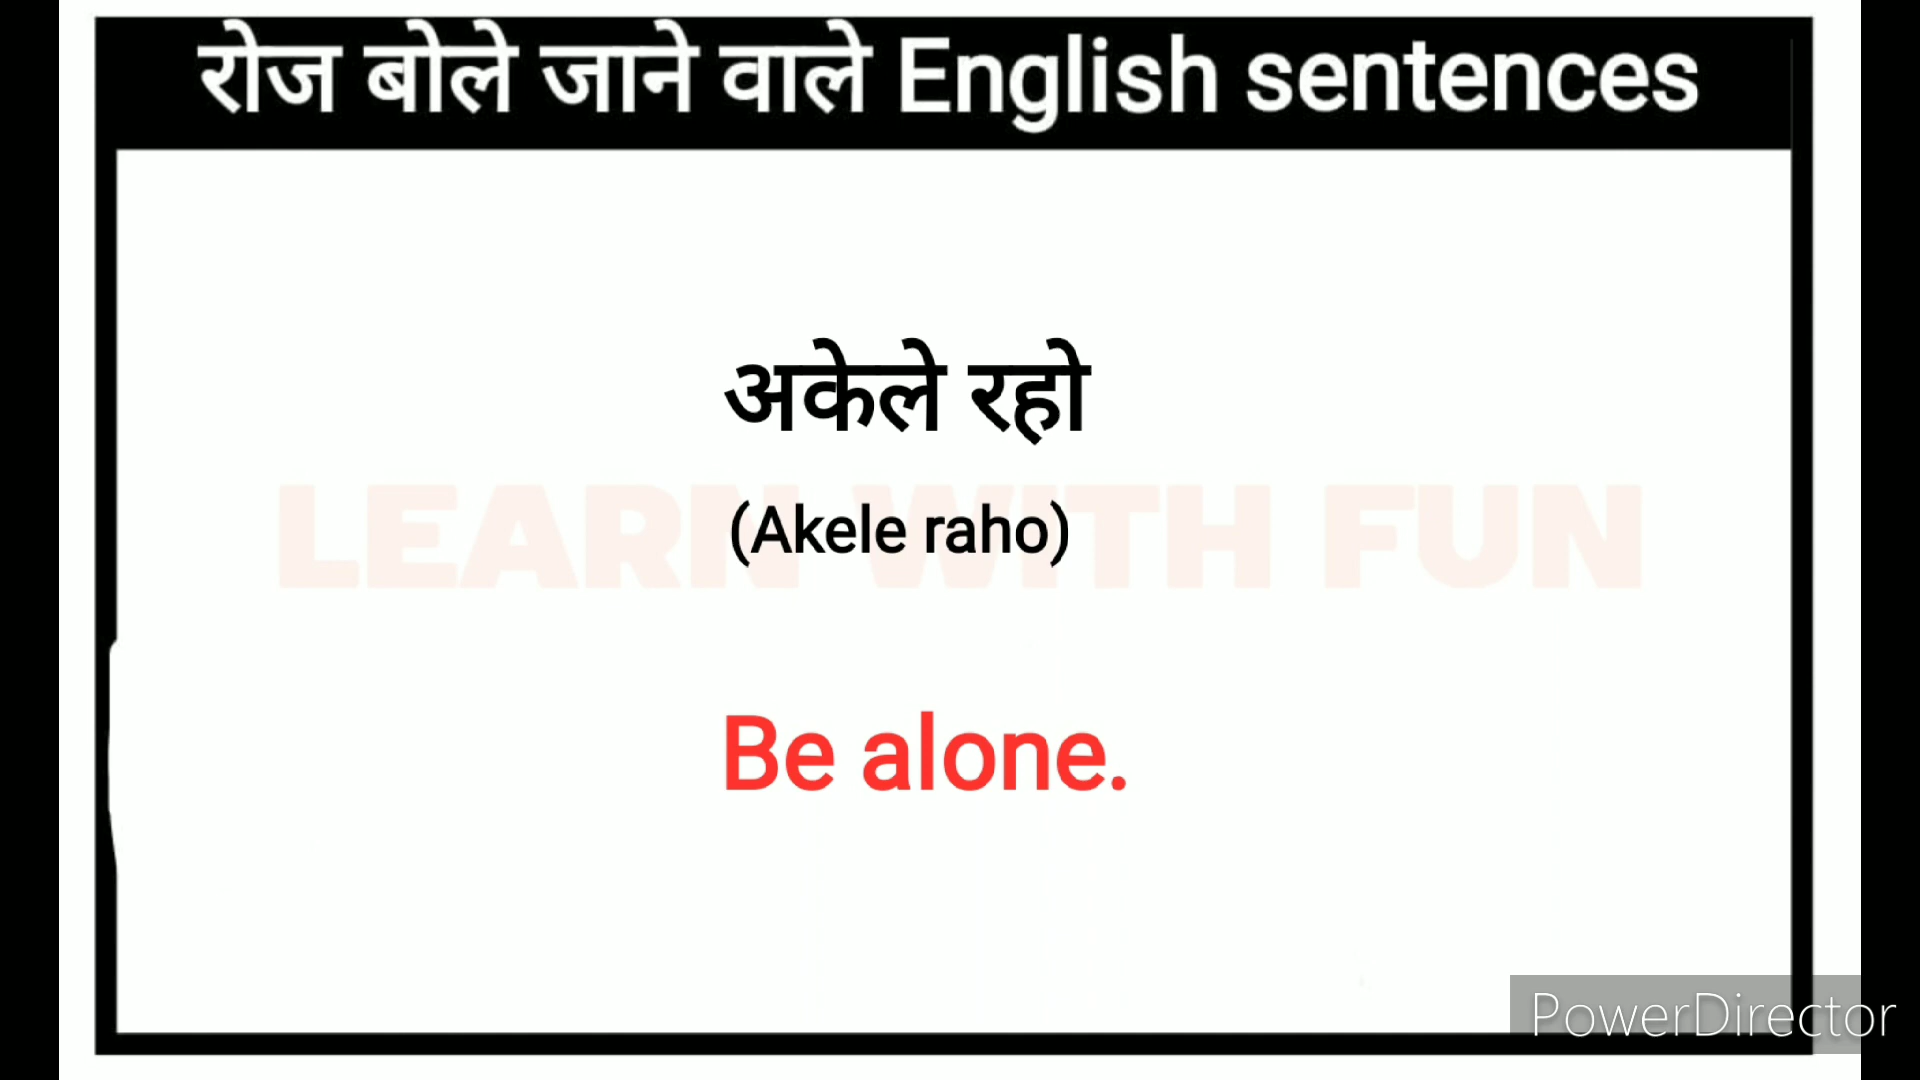 रोज बोले जाने वाले English sentences
अकेले रहो
LEARN WITH FUN
(Akele raho)
Be alone.
PowerDirector